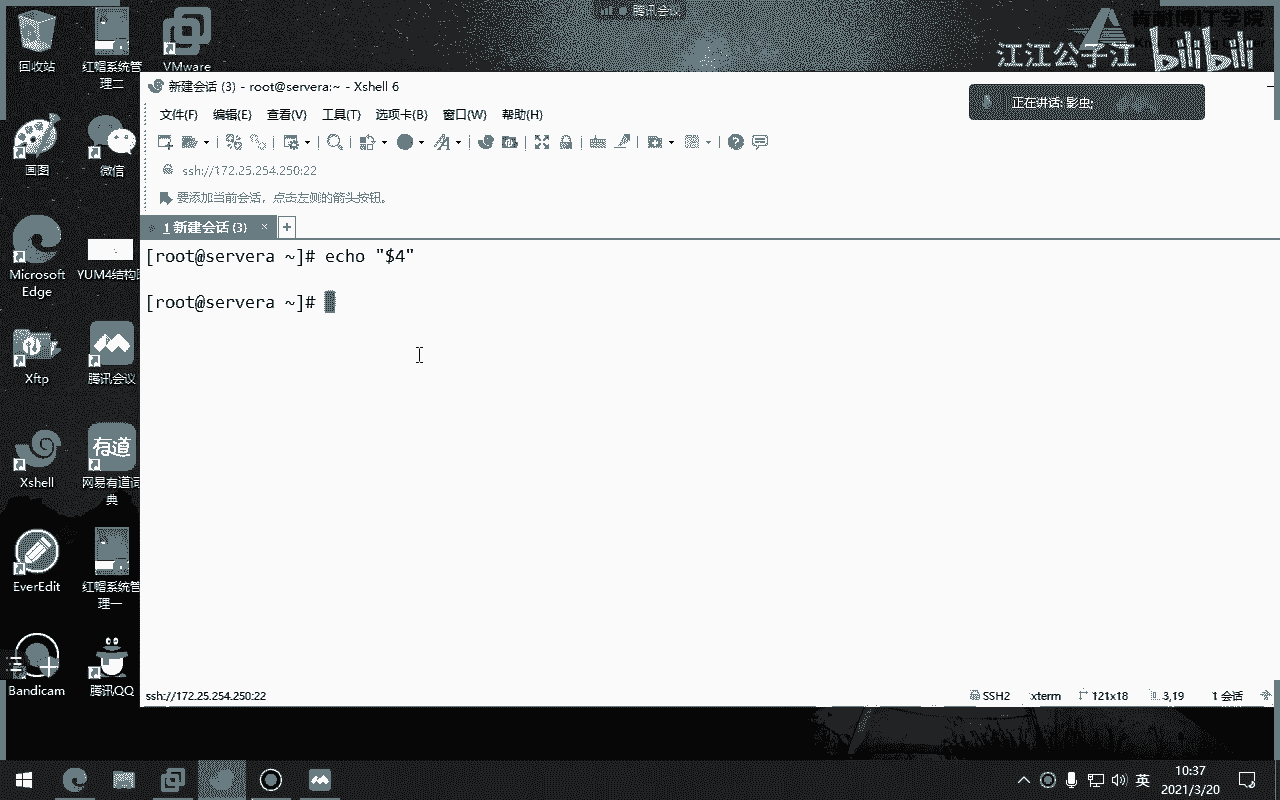 腾讯会议
江江公子江
bilibili
回收站
红帽系统管
理二
VMware
画图
微信
Microsoft
Edge
YUM4结构图
Xftp
腾讯会议
Xshell
网易有道词
典
有道
EverEdit
红帽系统管
理一
Bandicam
腾讯QQ
新建会话 (3) - root@servera:~ - Xshell 6
正在讲话: 影虫;
文件(F) 编辑(E) 查看(V) 工具(T) 选项卡(B) 窗口(W) 帮助(H)
ssh://172.25.254.250:22
要添加当前会话，点击左侧的箭头按钮。
1 新建会话 (3) × +
[root@servera ~]# echo "$4"
[root@servera ~]#
ssh://172.25.254.250:22
SSH2 xterm 121x18 3,19 1 会话
英
10:37
2021/3/20